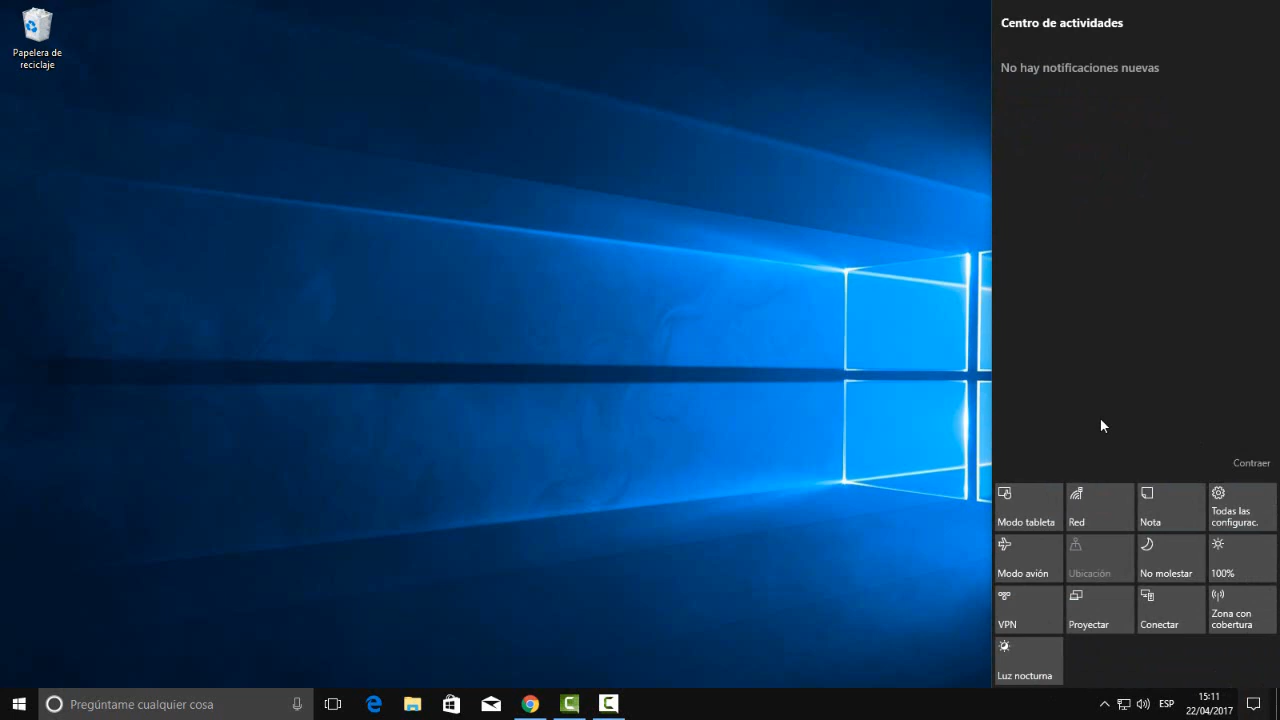 Papelera de
reciclaje
Centro de actividades
No hay notificaciones nuevas
Contraer
Modo tableta
Red
Nota
Todas las
configurac.
Modo avión
Ubicación
No molestar
100%
VPN
Proyectar
Conectar
Zona con
cobertura
Luz nocturna
Pregúntame cualquier cosa
ESP
15:11
22/04/2017